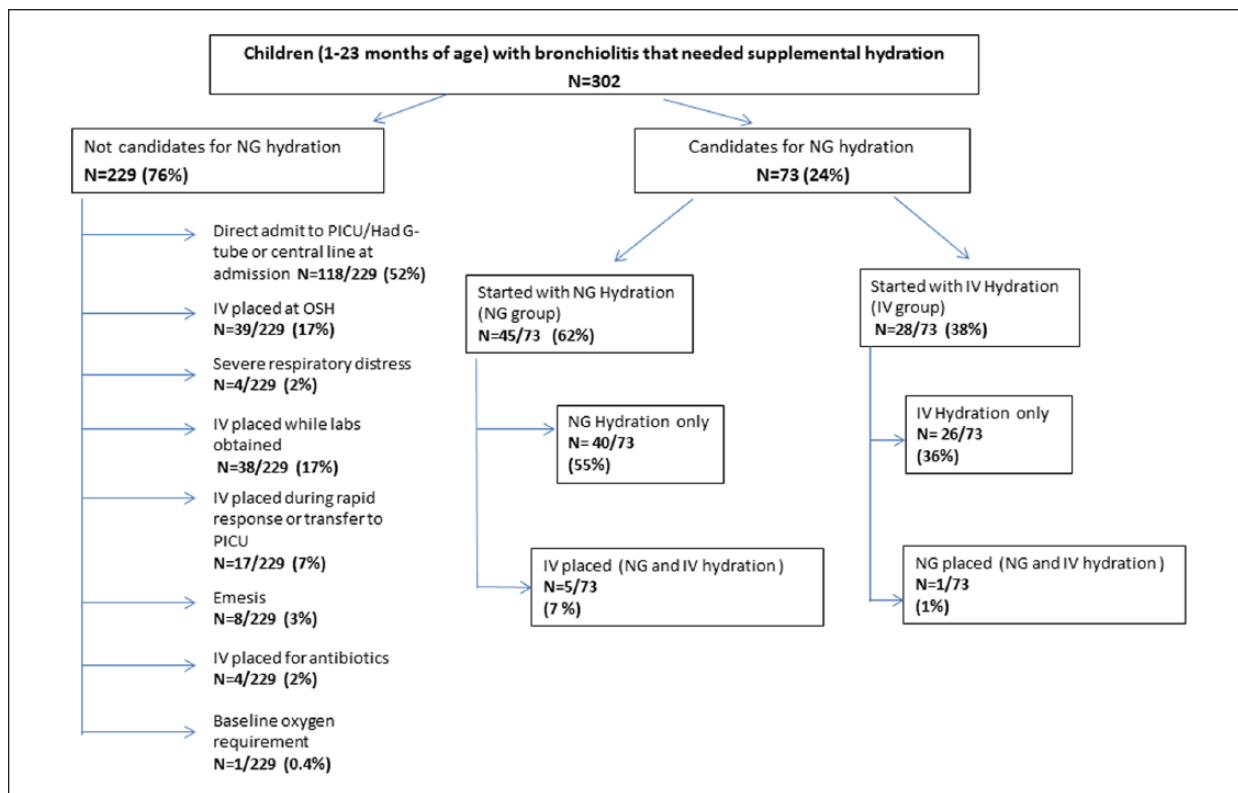 Children (1-23 months of age) with bronchiolitis that needed supplemental hydration
N=302
Not candidates for NG hydration
N=229 (76%)
Candidates for NG hydration
N=73 (24%)
Direct admit to PICU/Had G-
tube or central line at
admission N=118/229 (52%)
IV placed at OSH
N=39/229 (17%)
Severe respiratory distress
N=4/229 (2%)
IV placed while labs
obtained
N=38/229 (17%)
IV placed during rapid
response or transfer to
PICU
N=17/229 (7%)
Emesis
N=8/229 (3%)
IV placed for antibiotics
N=4/229 (2%)
Baseline oxygen
requirement
N=1/229 (0.4%)
Started with NG Hydration
(NG group)
N=45/73 (62%)
NG Hydration only
N= 40/73
(55%)
IV placed (NG and IV hydration )
N=5/73
(7 %)
Started with IV Hydration
(IV group)
N=28/73 (38%)
IV Hydration only
N= 26/73
(36%)
NG placed (NG and IV hydration )
N=1/73
(1%)